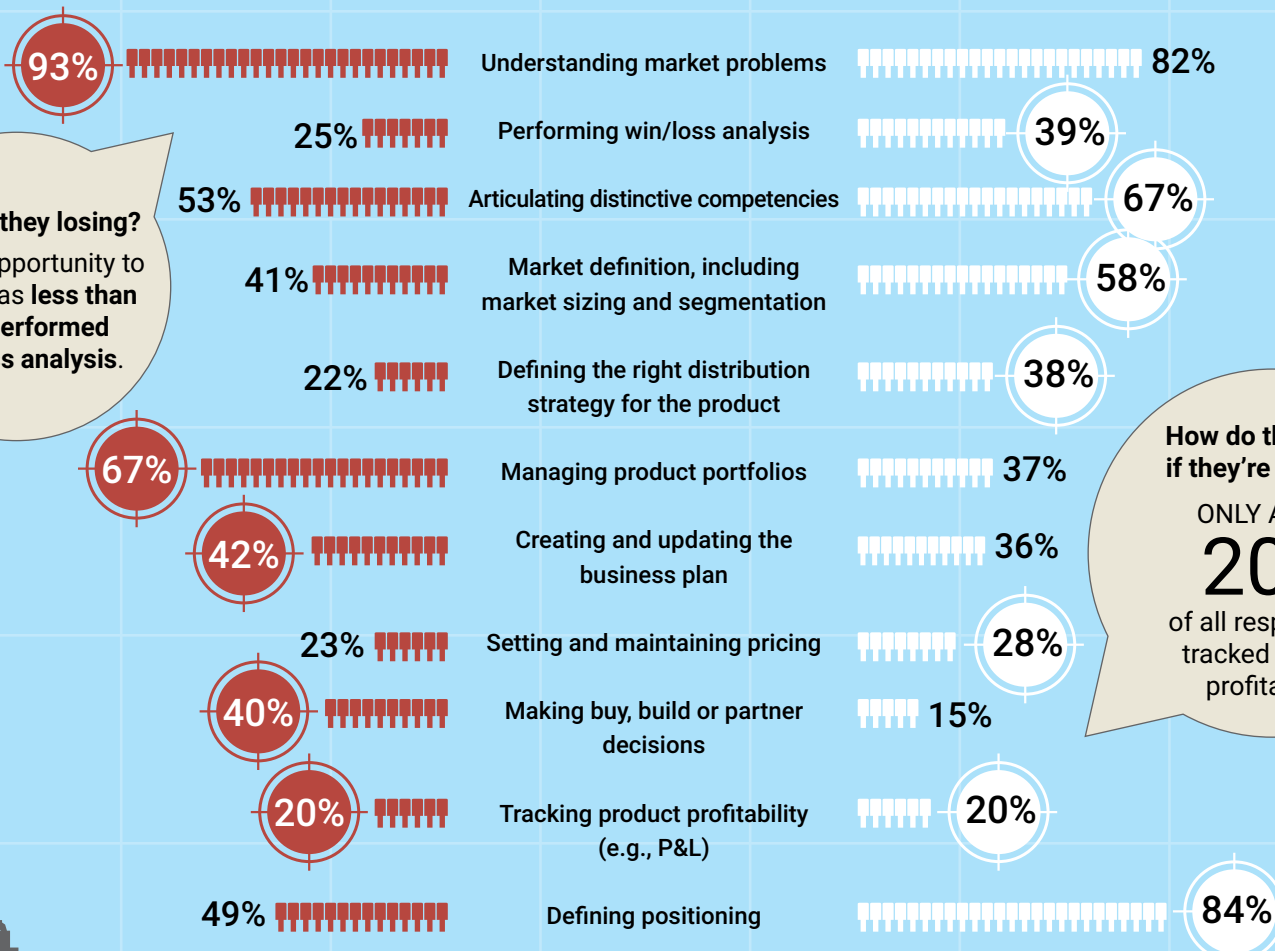 93%
Understanding market problems
82%
25%
Performing win/loss analysis
39%
53%
Articulating distinctive competencies
67%
they losing?
pportunity to
as less than
erformed
s analysis.
41%
Market definition, including
market sizing and segmentation
58%
22%
Defining the right distribution
strategy for the product
38%
67%
Managing product portfolios
37%
42%
Creating and updating the
business plan
36%
How do th
if they’re
ONLY A
20
of all resp
tracked
profita
23%
Setting and maintaining pricing
28%
40%
Making buy, build or partner
decisions
15%
20%
Tracking product profitability
(e.g., P&L)
20%
49%
Defining positioning
84%